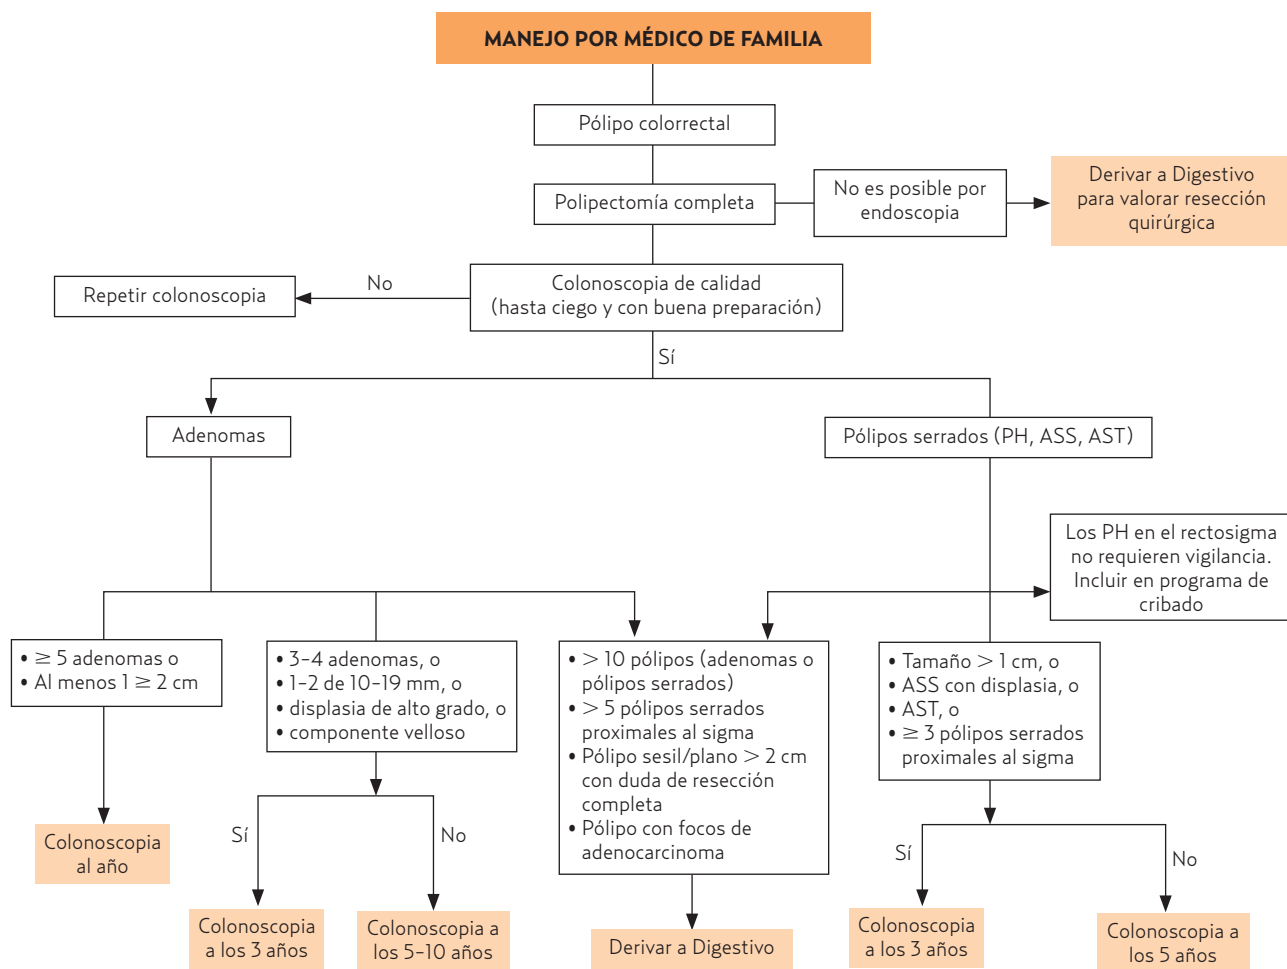 MANEJO POR MÉDICO DE FAMILIA
Pólipo colorrectal
Polipectomía completa
No es posible por
endoscopia
Derivar a Digestivo
para valorar resección
quirúrgica
Colonoscopia de calidad
(hasta ciego y con buena preparación)
No
Repetir colonoscopia
Sí
Adenomas
Pólipos serrados (PH, ASS, AST)
Los PH en el rectosigma
no requieren vigilancia.
Incluir en programa de
cribado
• ≥ 5 adenomas o
• Al menos 1 ≥ 2 cm
• 3-4 adenomas, o
• 1-2 de 10-19 mm, o
• displasia de alto grado, o
• componente velloso
• > 10 pólipos (adenomas o
pólipos serrados)
• > 5 pólipos serrados
proximales al sigma
• Pólipo sesil/plano > 2 cm
con duda de resección
completa
• Pólipo con focos de
adenocarcinoma
• Tamaño > 1 cm, o
• ASS con displasia, o
• AST, o
• ≥ 3 pólipos serrados
proximales al sigma
Colonoscopia
al año
Sí
No
Colonoscopia
a los 3 años
Colonoscopia a
los 5-10 años
Derivar a Digestivo
Sí
No
Colonoscopia
a los 3 años
Colonoscopia a
los 5 años